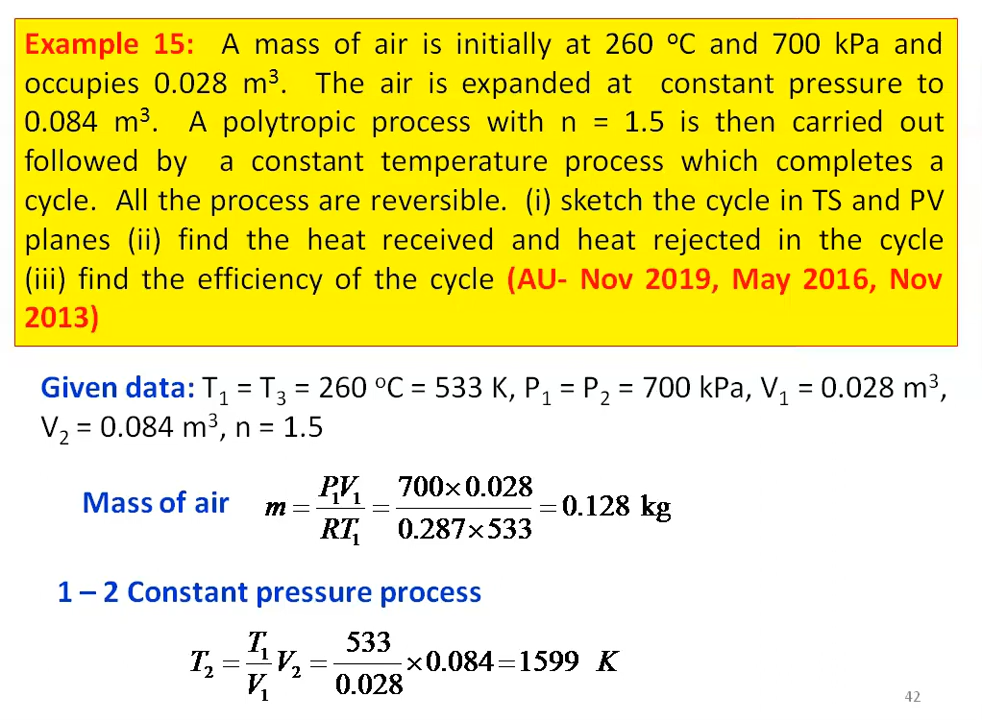 Example 15: A mass of air is initially at 260 ºC and 700 kPa and
occupies 0.028 m³. The air is expanded at constant pressure to
0.084 m³. A polytropic process with n = 1.5 is then carried out
followed by a constant temperature process which completes a
cycle. All the process are reversible. (i) sketch the cycle in TS and PV
planes (ii) find the heat received and heat rejected in the cycle
(iii) find the efficiency of the cycle (AU- Nov 2019, May 2016, Nov
2013)
Given data: T₁ = T₃ = 260 ºC = 533 K, P₁ = P₂ = 700 kPa, V₁ = 0.028 m³,
V₂ = 0.084 m³, n = 1.5
Mass of air m = P₁V₁ / RT₁ = 700×0.028 / 0.287×533 = 0.128 kg
1 – 2 Constant pressure process
T₂ = T₁ / V₁ V₂ = 533 / 0.028 ×0.084 = 1599 K
42